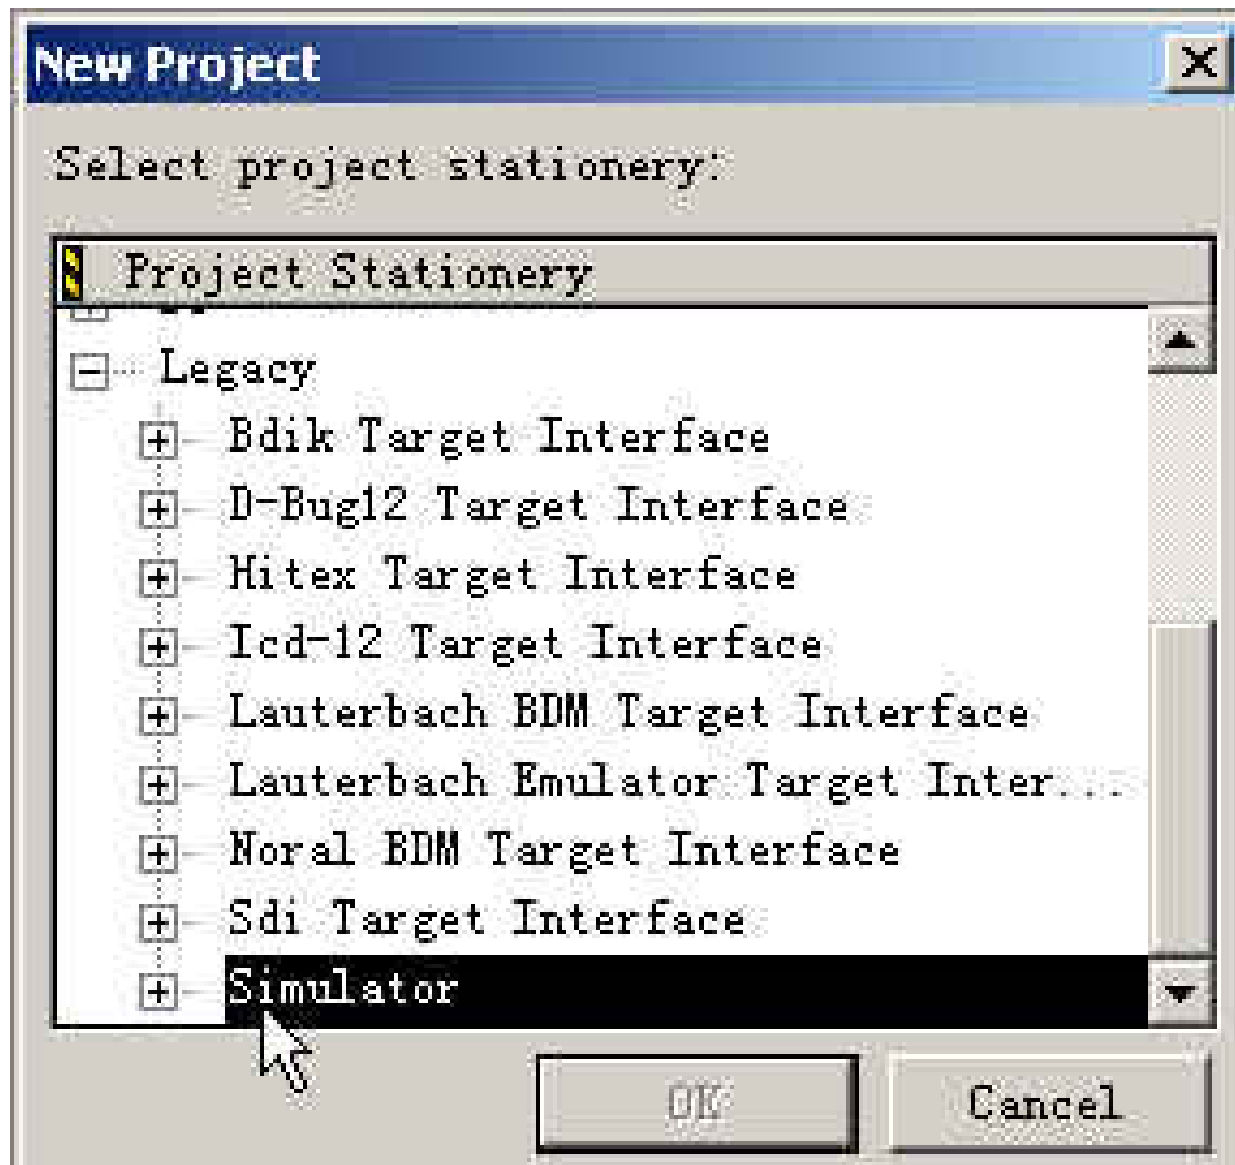 New Project
Select project stationery:
Project Stationery
Legacy
Bdik Target Interface
D-Bug12 Target Interface
Hitex Target Interface
Icd-12 Target Interface
Lauterbach BDM Target Interface
Lauterbach Emulator Target Inter...
Noral BDM Target Interface
Sdi Target Interface
Simulator
OK
Cancel